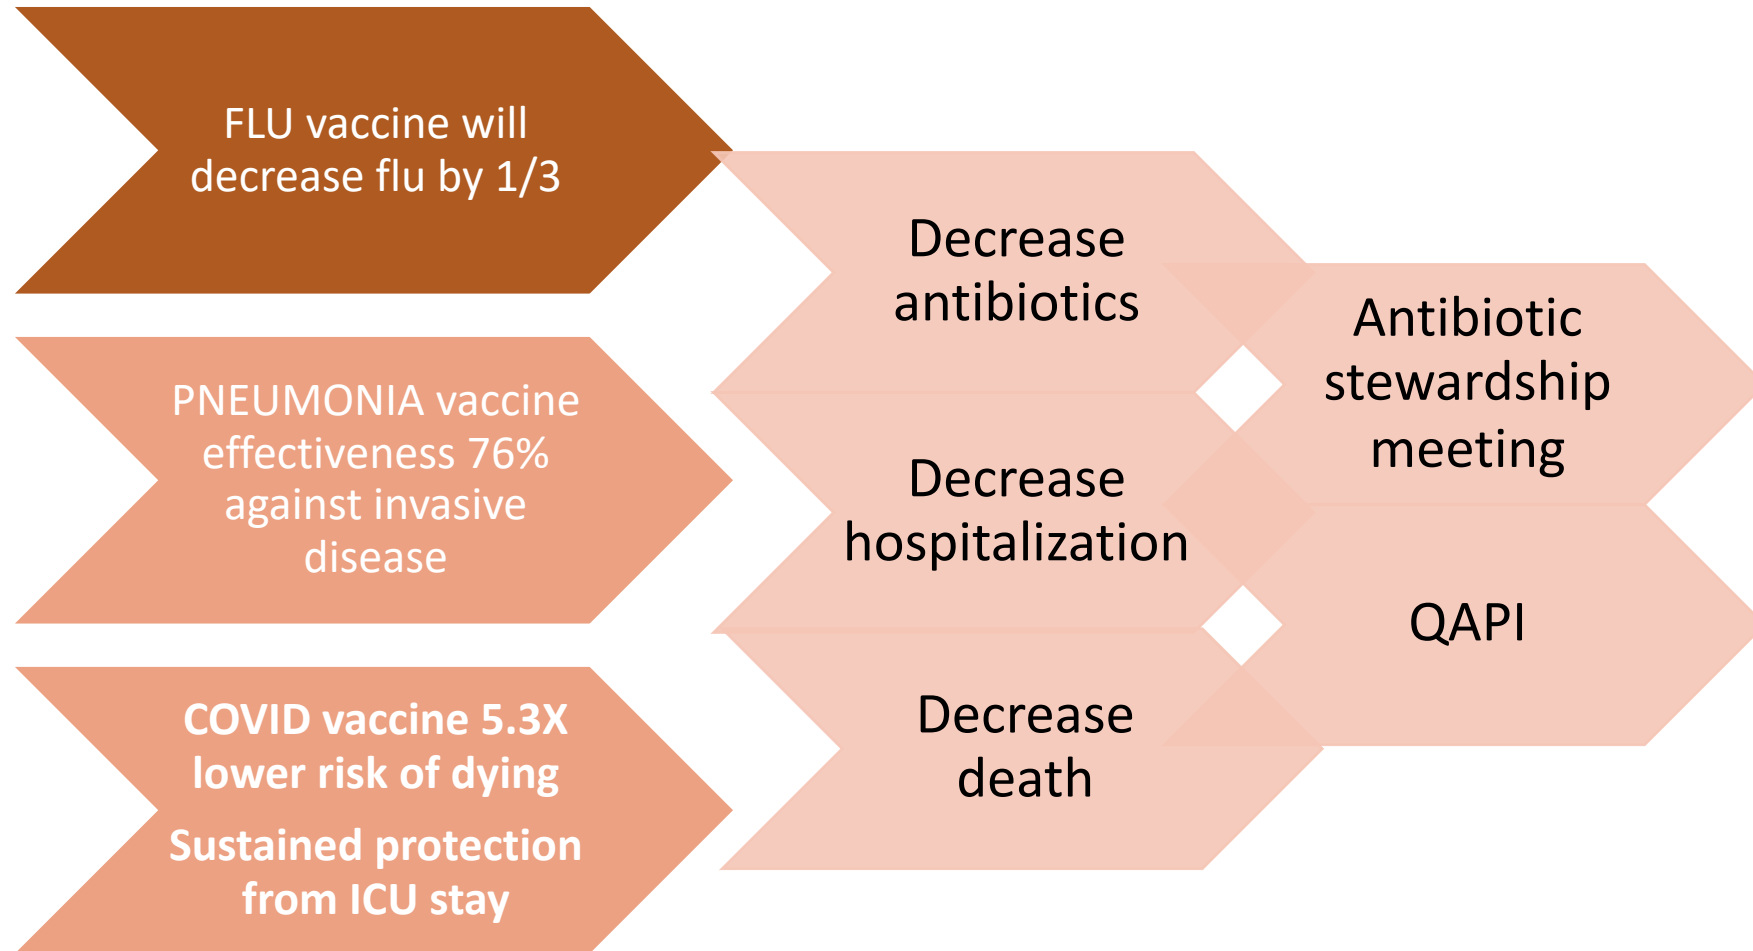 FLU vaccine will
decrease flu by 1/3
PNEUMONIA vaccine
effectiveness 76%
against invasive
disease
COVID vaccine 5.3X
lower risk of dying
Sustained protection
from ICU stay
Decrease
antibiotics
Decrease
hospitalization
Decrease
death
Antibiotic
stewardship
meeting
QAPI